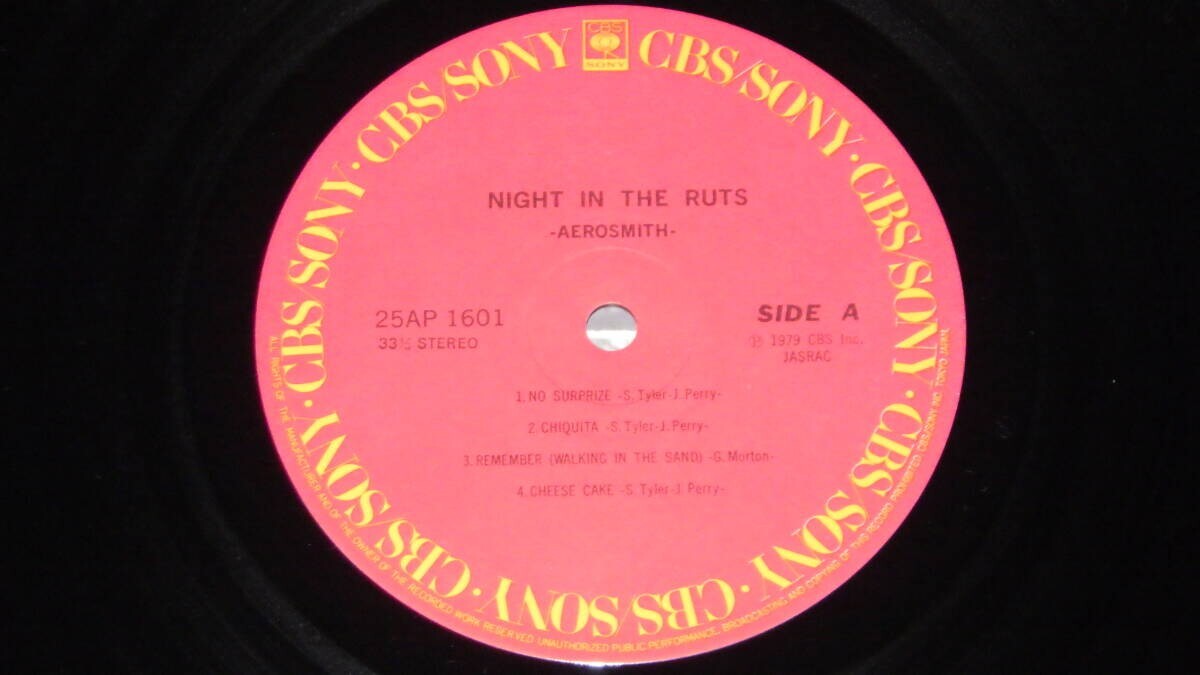 CBS
SONY
CBS/SONY · CBS/SONY · CBS/SONY · CBS/SONY · CBS/SONY · CBS/SONY · CBS/SONY · CBS/SONY · CBS/SONY · CBS/SONY
NIGHT IN THE RUTS
-AEROSMITH-
25AP 1601
33⅓ STEREO
SIDE A
Ⓟ 1979 CBS Inc.
JASRAC
1. NO SURPRIZE -S. Tyler-J. Perry-
2. CHIQUITA -S. Tyler-J. Perry-
3. REMEMBER (WALKING IN THE SAND) -G. Morton-
4. CHEESE CAKE -S. Tyler-J. Perry-
ALL RIGHTS OF THE MANUFACTURER AND OF THE OWNER OF THE RECORDED WORK RESERVED UNAUTHORIZED PUBLIC PERFORMANCE, BROADCASTING AND COPYING OF THIS RECORD PROHIBITED CBS/SONY INC. TOKYO JAPAN